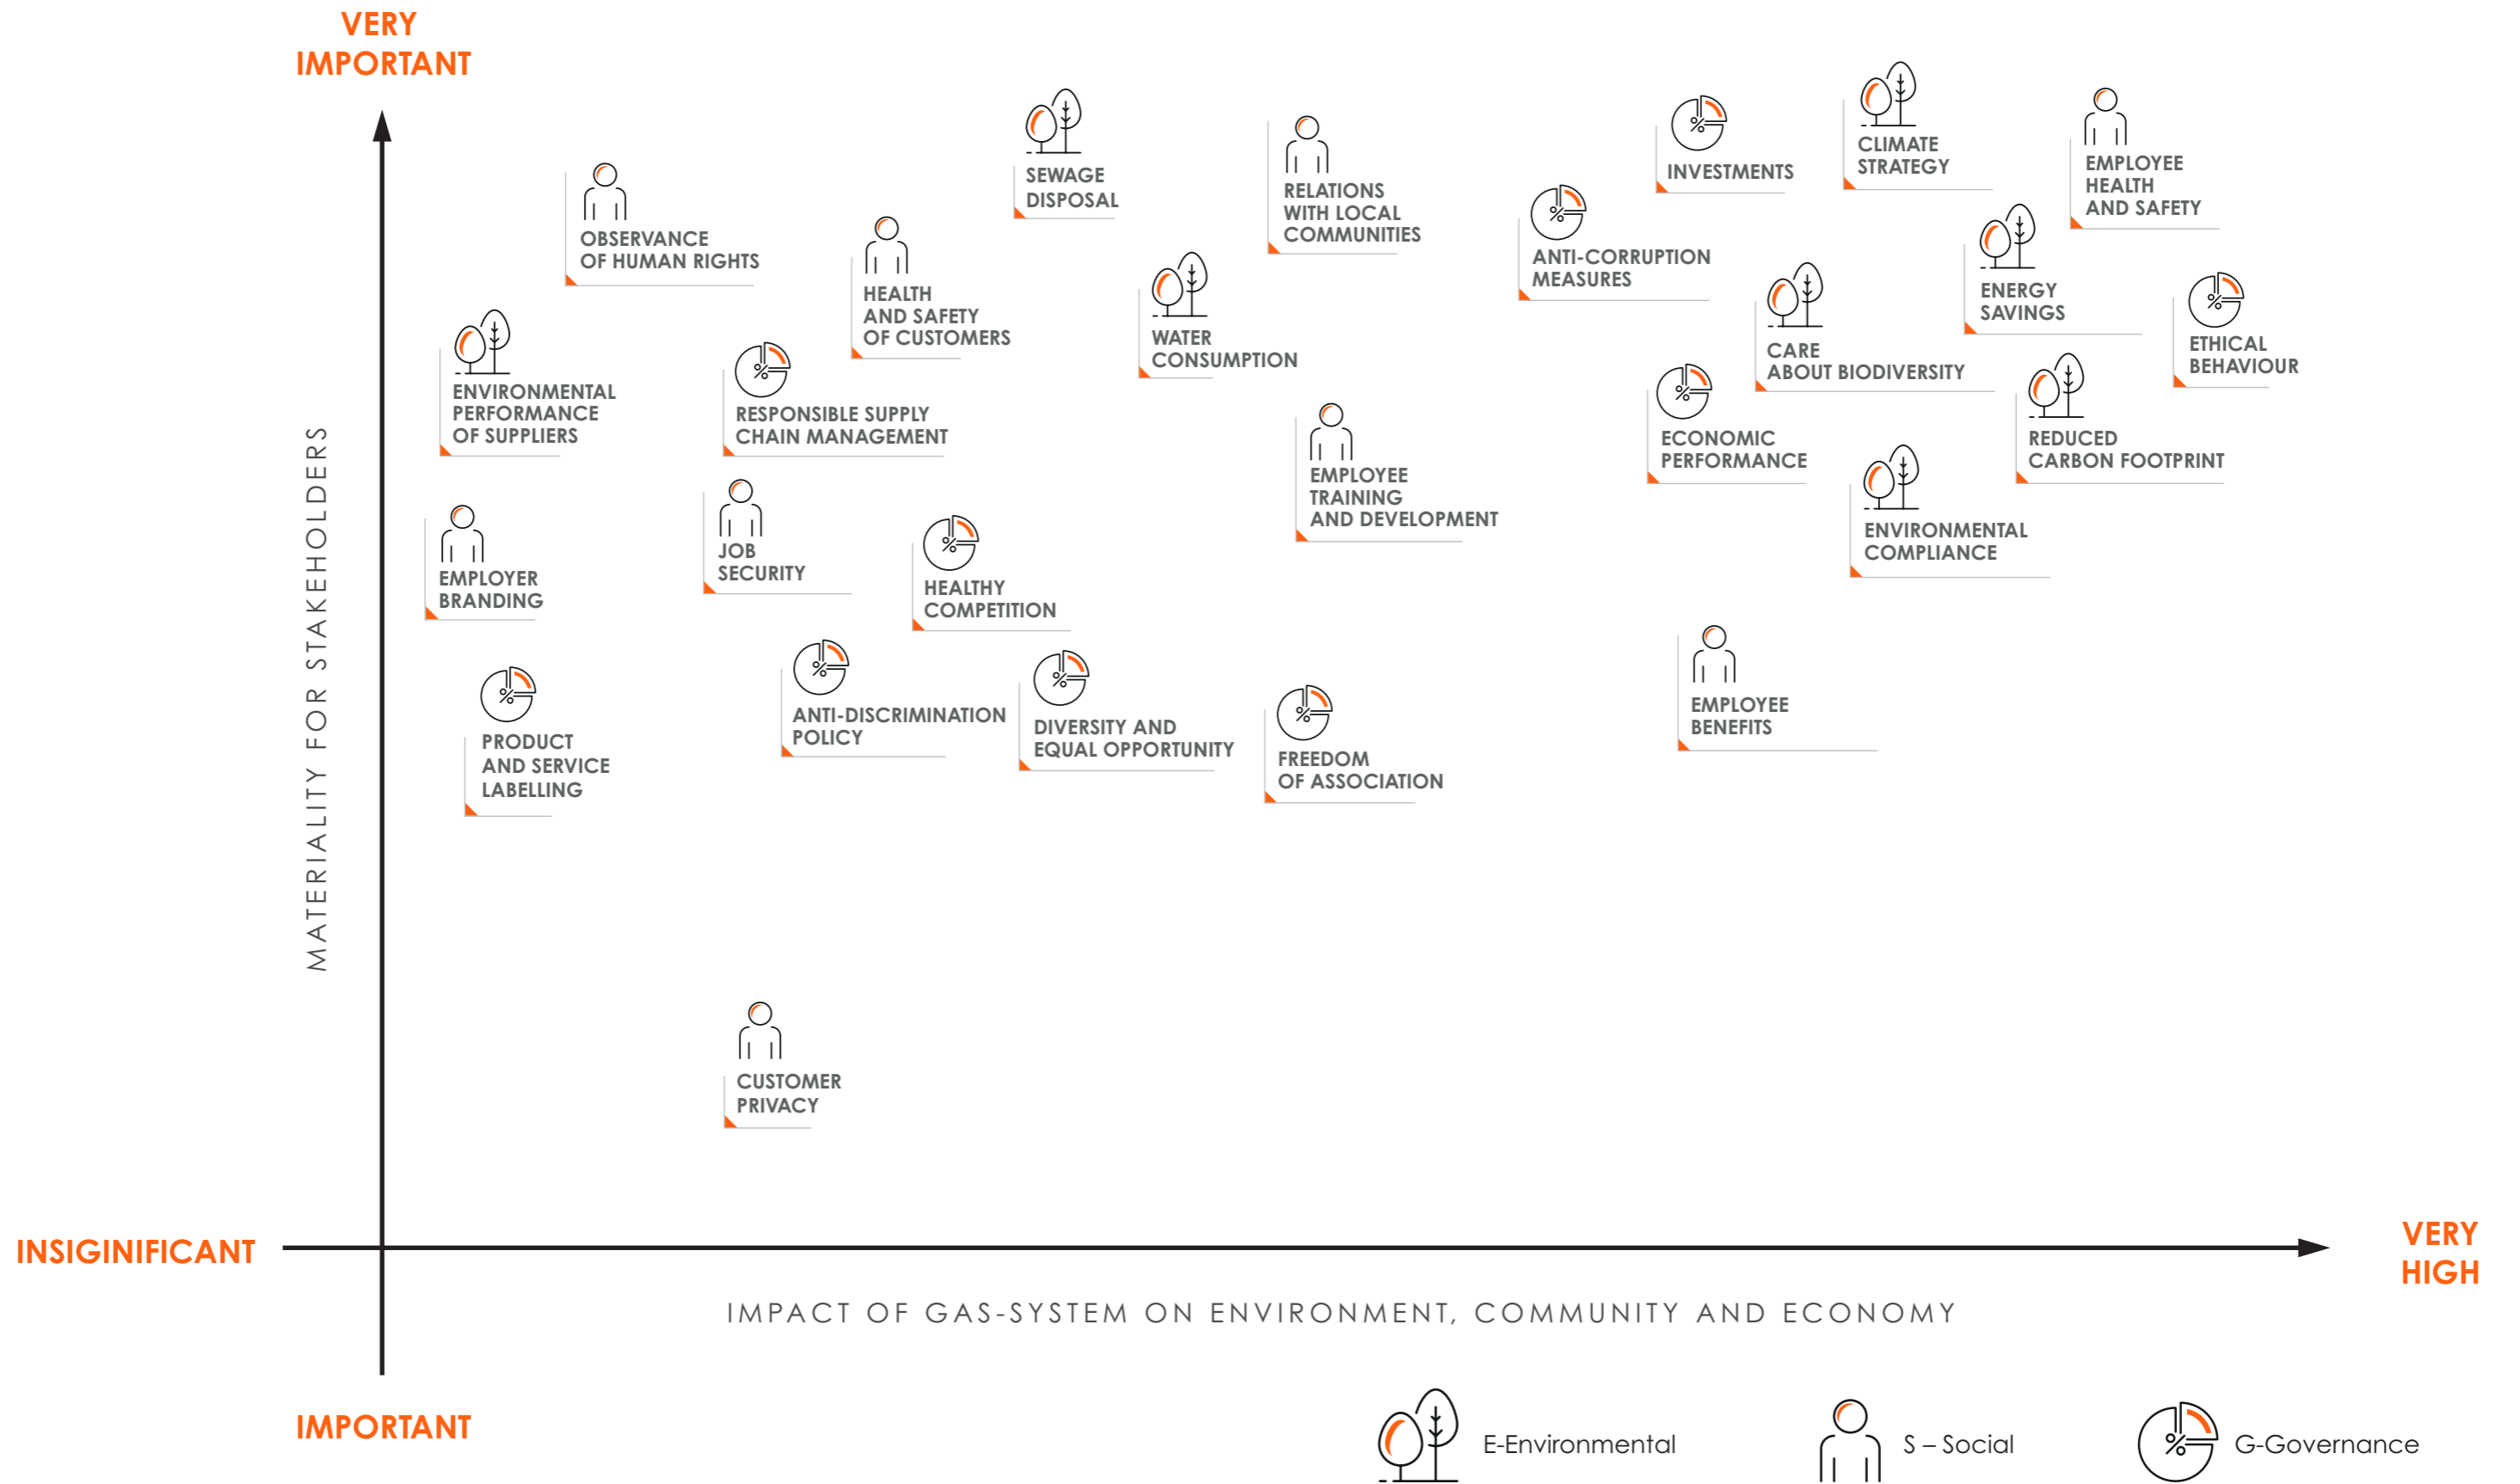 VERY
IMPORTANT
CLIMATE
STRATEGY
INVESTMENTS
EMPLOYEE
HEALTH
AND SAFETY
SEWAGE
DISPOSAL
RELATIONS
WITH LOCAL
COMMUNITIES
OBSERVANCE
OF HUMAN RIGHTS
ANTI-CORRUPTION
MEASURES
HEALTH
AND SAFETY
OF CUSTOMERS
ENERGY
SAVINGS
WATER
CONSUMPTION
CARE
ABOUT BIODIVERSITY
ETHICAL
BEHAVIOUR
ENVIRONMENTAL
PERFORMANCE
OF SUPPLIERS
RESPONSIBLE SUPPLY
CHAIN MANAGEMENT
ECONOMIC
PERFORMANCE
REDUCED
CARBON FOOTPRINT
EMPLOYEE
TRAINING
AND DEVELOPMENT
ENVIRONMENTAL
COMPLIANCE
JOB
SECURITY
EMPLOYER
BRANDING
HEALTHY
COMPETITION
MATERIALITY FOR STAKEHOLDERS
EMPLOYEE
BENEFITS
ANTI-DISCRIMINATION
POLICY
DIVERSITY AND
EQUAL OPPORTUNITY
PRODUCT
AND SERVICE
LABELLING
FREEDOM
OF ASSOCIATION
CUSTOMER
PRIVACY
INSIGINIFICANT
VERY
HIGH
IMPACT OF GAS-SYSTEM ON ENVIRONMENT, COMMUNITY AND ECONOMY
IMPORTANT
E-Environmental
S – Social
G-Governance